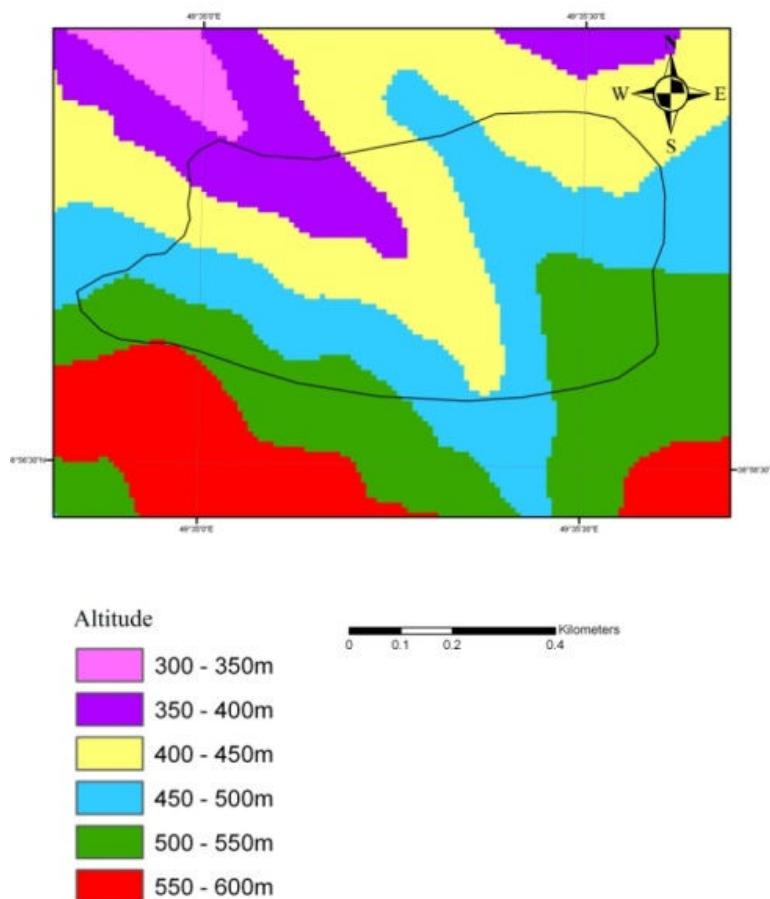 49°35'0"E 49°35'30"E
N
W E
S
49°35'0"E 49°35'30"E
Altitude
Kilometers
0 0.1 0.2 0.4
300 - 350m
350 - 400m
400 - 450m
450 - 500m
500 - 550m
550 - 600m